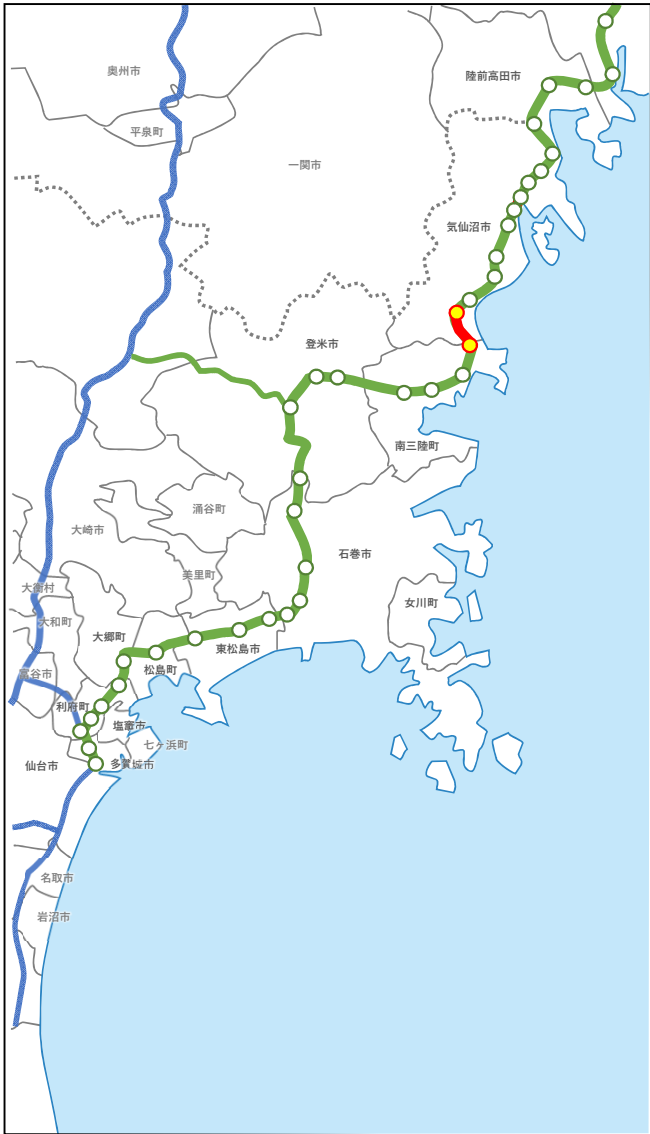 奥州市
陸前高田市
平泉町
一関市
気仙沼市
登米市
南三陸町
涌谷町
大崎市
石巻市
美里町
大衡村
女川町
大和町
大郷町
東松島市
松島町
富谷市
利府町
塩竈市
七ヶ浜町
仙台市
多賀城市
名取市
岩沼市